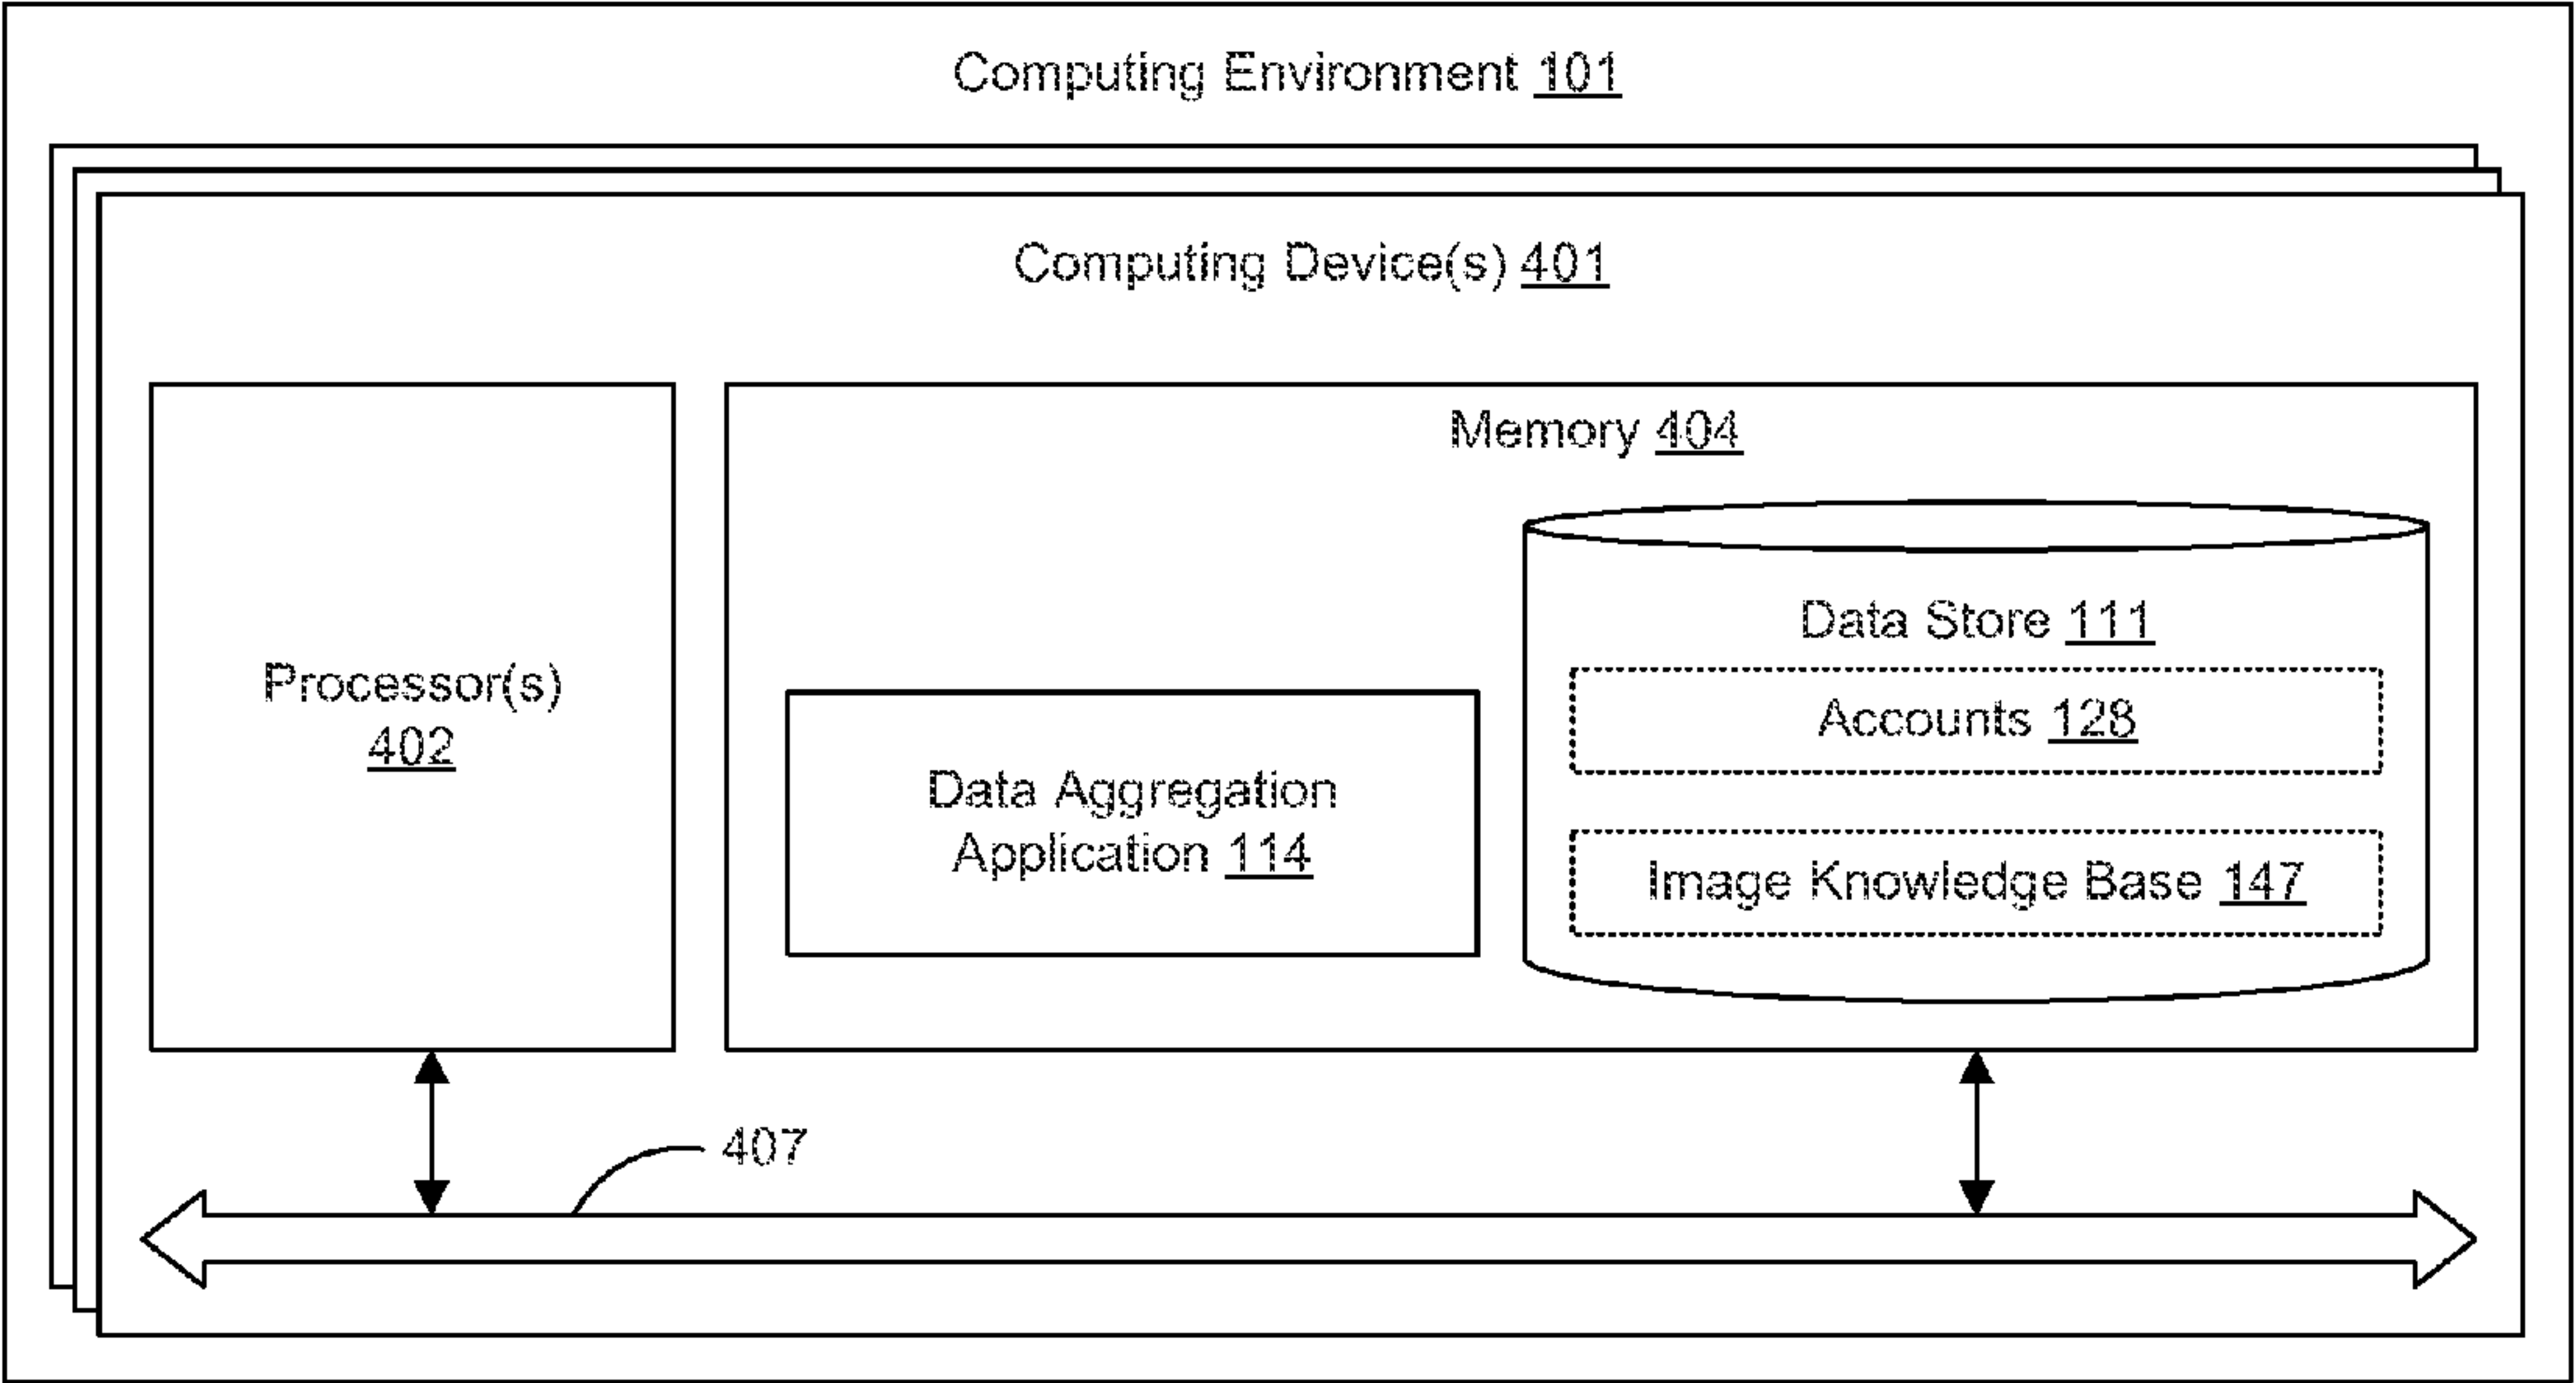 Computing Environment 101
Computing Device(s) 401
Processor(s)
402
Memory 404
Data Aggregation
Application 114
Data Store 111
Accounts 128
Image Knowledge Base 147
407